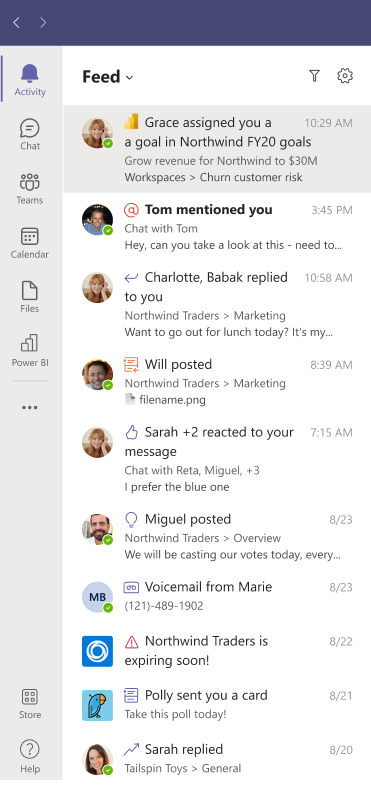 Feed
Activity
Chat
Teams
Calendar
Files
Power BI
Store
Help
Grace assigned you a 10:29 AM
a goal in Northwind FY20 goals
Grow revenue for Northwind to $30M
Workspaces > Churn customer risk
Tom mentioned you 3:45 PM
Chat with Tom
Hey, can you take a look at this - need to...
Charlotte, Babak replied 10:58 AM
to you
Northwind Traders > Marketing
Want to go out for lunch today? It's my...
Will posted 8:39 AM
Northwind Traders > Marketing
filename.png
Sarah +2 reacted to your 7:15 AM
message
Chat with Reta, Miguel, +3
I prefer the blue one
Miguel posted 8/23
Northwind Traders > Overview
We will be casting our votes today, every...
MB
Voicemail from Marie 8/23
(121)-489-1902
Northwind Traders is 8/22
expiring soon!
Polly sent you a card 8/21
Take this poll today!
Sarah replied 8/20
Tailspin Toys > General